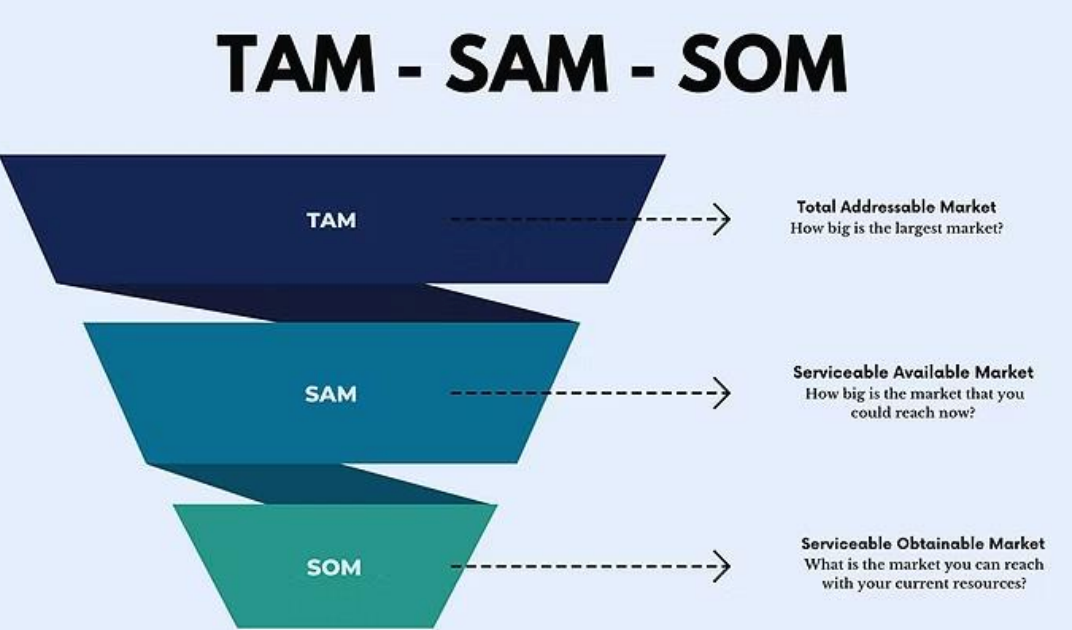 TAM - SAM - SOM
TAM
Total Addressable Market
How big is the largest market?
SAM
Serviceable Available Market
How big is the market that you
could reach now?
SOM
Serviceable Obtainable Market
What is the market you can reach
with your current resources?